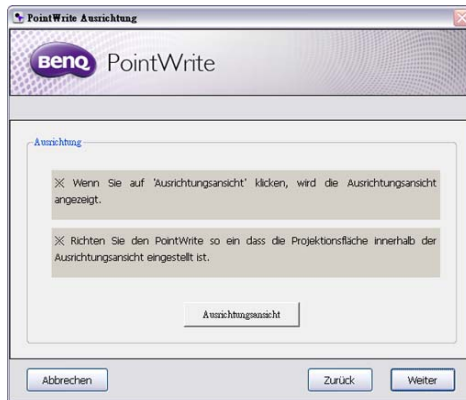 PointWrite Ausrichtung
BenQ PointWrite
Ausrichtung
※ Wenn Sie auf 'Ausrichtungsansicht' klicken, wird die Ausrichtungsansicht
angezeigt.
※ Richten Sie den PointWrite so ein dass die Projektionsfläche innerhalb der
Ausrichtungsansicht eingestellt ist.
Ausrichtungsansicht
Abbrechen Zurück Weiter